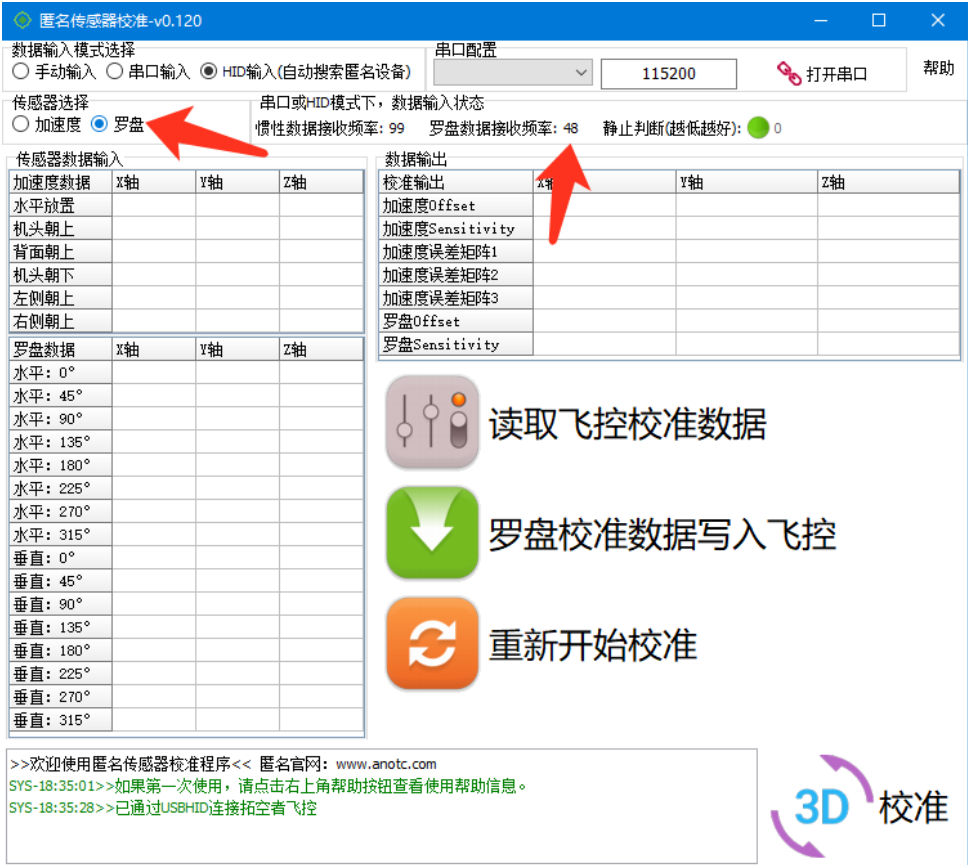 匿名传感器校准-v0.120
数据输入模式选择
手动输入 串口输入 HID输入(自动搜索匿名设备)
串口配置
115200
打开串口
帮助
传感器选择
加速度 罗盘
串口或HID模式下，数据输入状态
惯性数据接收频率: 99 罗盘数据接收频率: 48 静止判断(越低越好): 0
传感器数据输入
加速度数据 X轴 Y轴 Z轴
水平放置
机头朝上
背面朝上
机头朝下
左侧朝上
右侧朝上
罗盘数据 X轴 Y轴 Z轴
水平: 0°
水平: 45°
水平: 90°
水平: 135°
水平: 180°
水平: 225°
水平: 270°
水平: 315°
垂直: 0°
垂直: 45°
垂直: 90°
垂直: 135°
垂直: 180°
垂直: 225°
垂直: 270°
垂直: 315°
数据输出
校准输出 X轴 Y轴 Z轴
加速度Offset
加速度Sensitivity
加速度误差矩阵1
加速度误差矩阵2
加速度误差矩阵3
罗盘Offset
罗盘Sensitivity
读取飞控校准数据
罗盘校准数据写入飞控
重新开始校准
>>欢迎使用匿名传感器校准程序<< 匿名官网: www.anotc.com
SYS-18:35:01>>如果第一次使用，请点击右上角帮助按钮查看使用帮助信息。
SYS-18:35:28>>已通过USBHID连接拓空者飞控
3D 校准